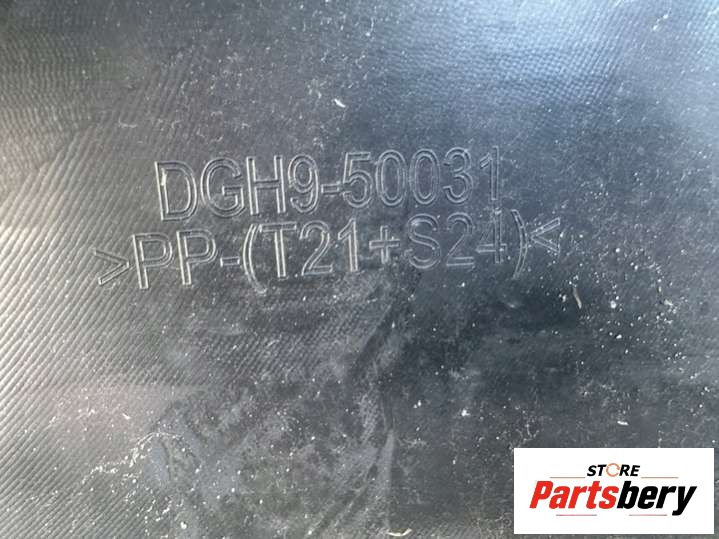 DGH9-50031
>PP-(T21+S24)<
STORE
Partsbery